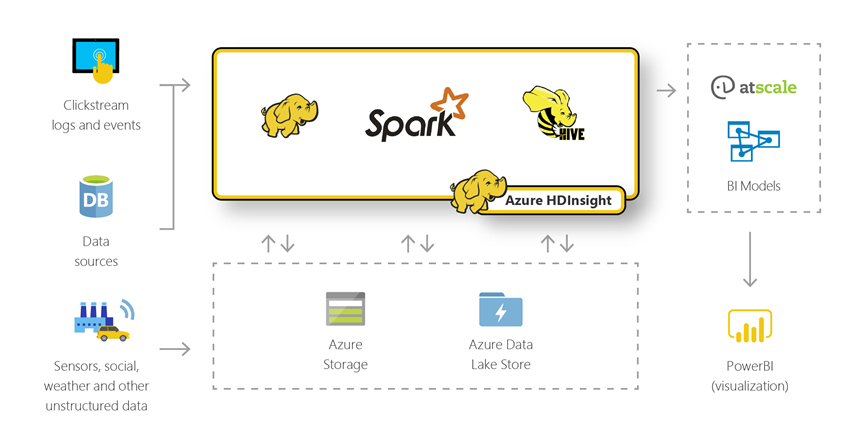 Clickstream
logs and events
DB
Data
sources
Sensors, social,
weather and other
unstructured data
Spark
HIVE
Azure HDInsight
Azure
Storage
Azure Data
Lake Store
atscale
BI Models
PowerBI
(visualization)